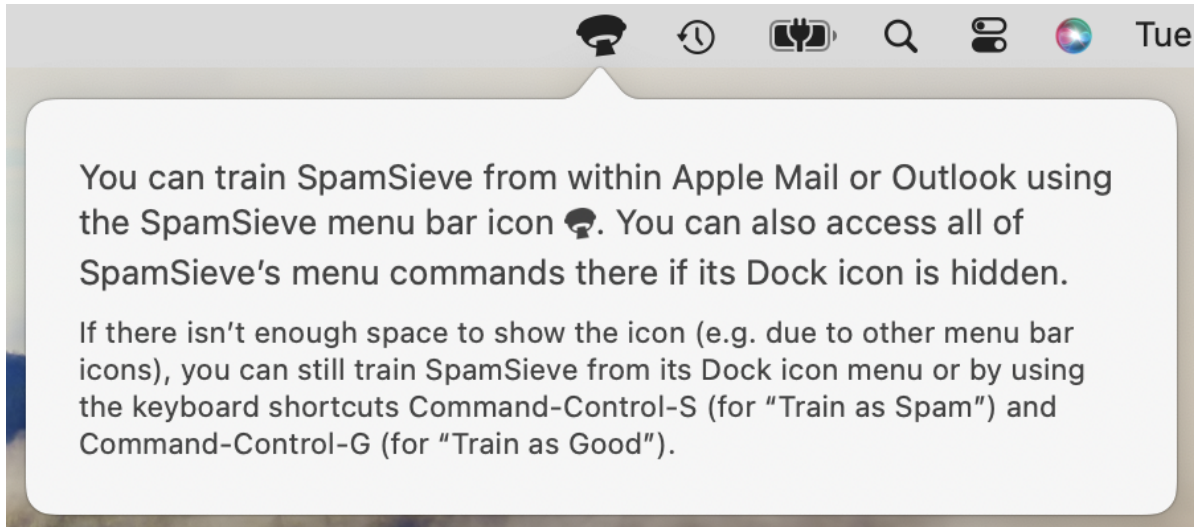 Tue
You can train SpamSieve from within Apple Mail or Outlook using
the SpamSieve menu bar icon . You can also access all of
SpamSieve’s menu commands there if its Dock icon is hidden.
If there isn’t enough space to show the icon (e.g. due to other menu bar
icons), you can still train SpamSieve from its Dock icon menu or by using
the keyboard shortcuts Command-Control-S (for “Train as Spam”) and
Command-Control-G (for “Train as Good”).